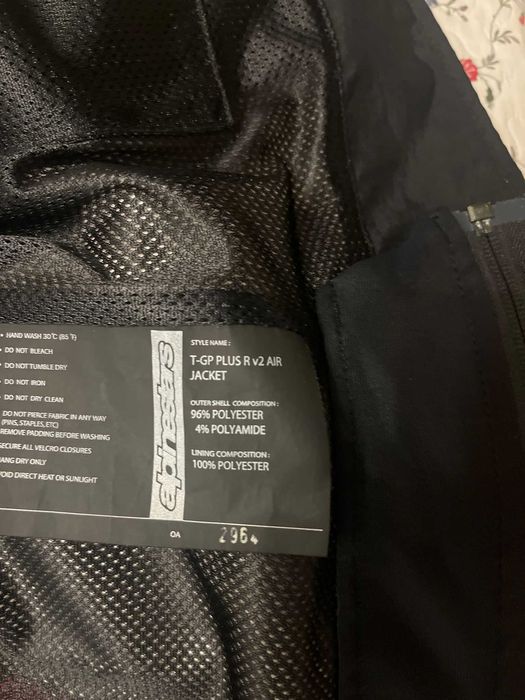 • HAND WASH 30°C (85 °F)
• DO NOT BLEACH
• DO NOT TUMBLE DRY
• DO NOT IRON
• DO NOT DRY CLEAN
DO NOT PIERCE FABRIC IN ANY WAY
(PINS, STAPLES, ETC)
REMOVE PADDING BEFORE WASHING
SECURE ALL VELCRO CLOSURES
HANG DRY ONLY
AVOID DIRECT HEAT OR SUNLIGHT
alpinestars
STYLE NAME :
T-GP PLUS R v2 AIR
JACKET
OUTER SHELL COMPOSITION :
96% POLYESTER
4% POLYAMIDE
LINING COMPOSITION :
100% POLYESTER
OA 2964